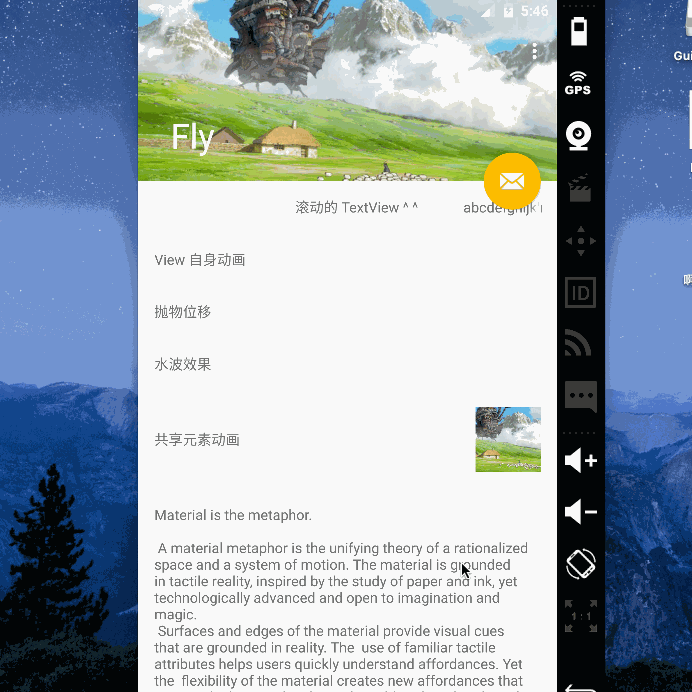 5:46
Gui
GPS
Fly
滚动的 TextView ^ ^
View 自身动画
抛物位移
水波效果
ID
共享元素动画
Material is the metaphor.
A material metaphor is the unifying theory of a rationalized
space and a system of motion. The material is grounded
in tactile reality, inspired by the study of paper and ink, yet
technologically advanced and open to imagination and
magic.
Surfaces and edges of the material provide visual cues
that are grounded in reality. The  use of familiar tactile
attributes helps users quickly understand affordances. Yet
the  flexibility of the material creates new affordances that
1:1